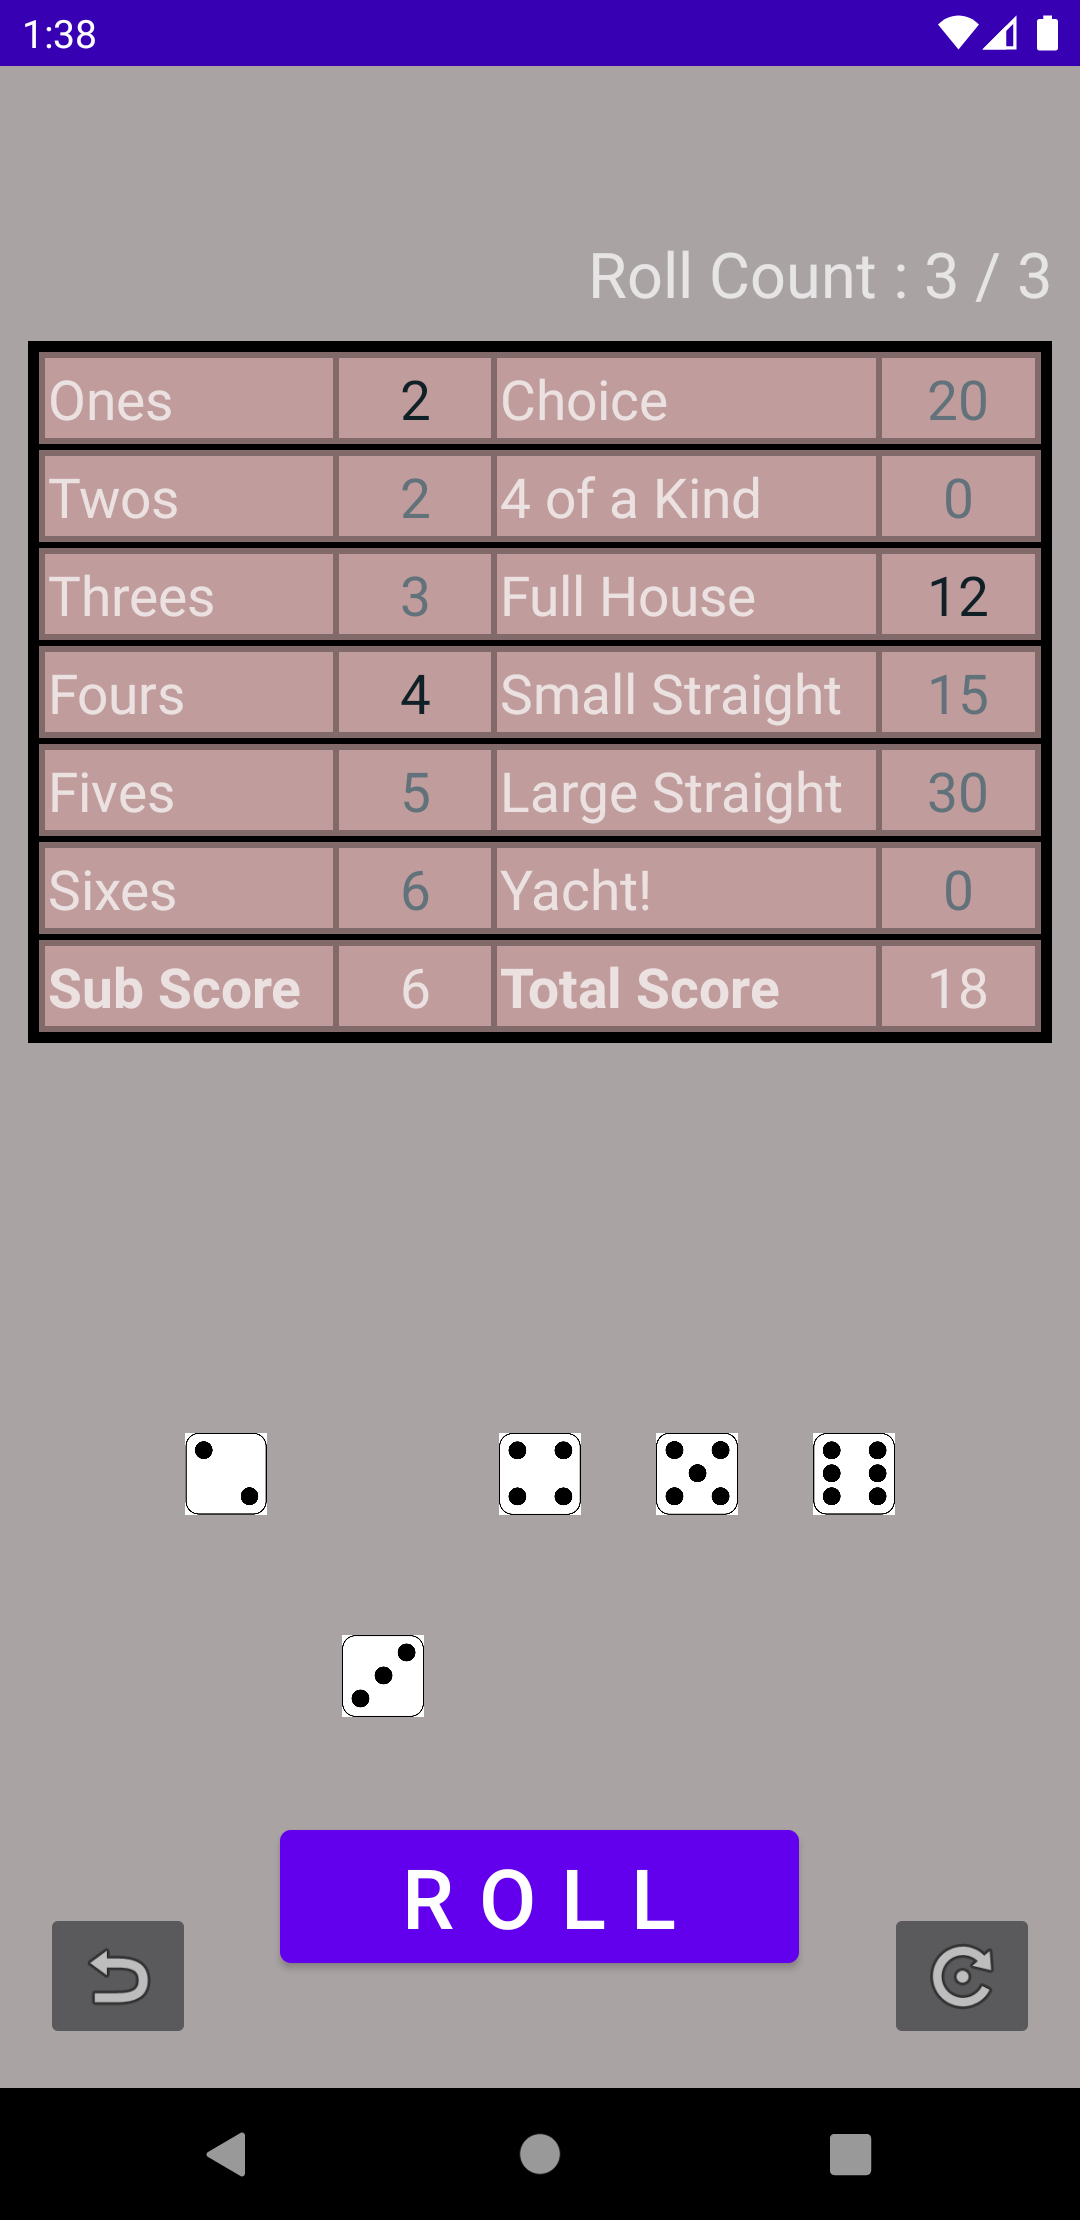 1:38
Roll Count : 3 / 3
Ones 2 Choice 20
Twos 2 4 of a Kind 0
Threes 3 Full House 12
Fours 4 Small Straight 15
Fives 5 Large Straight 30
Sixes 6 Yacht! 0
Sub Score 6 Total Score 18
ROLL